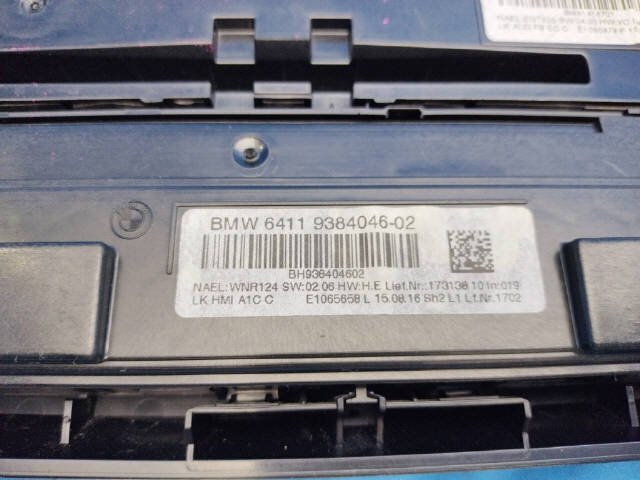 BMW 6411 9384046-02
BH938404602
NAEL:WNR124 SW:02.06 HW:H.E Lief.Nr.:173138 10 In:019
LK HMI A1C C E1065658 L 15.08.16 Sh2 L1 Lf.Nr.1702